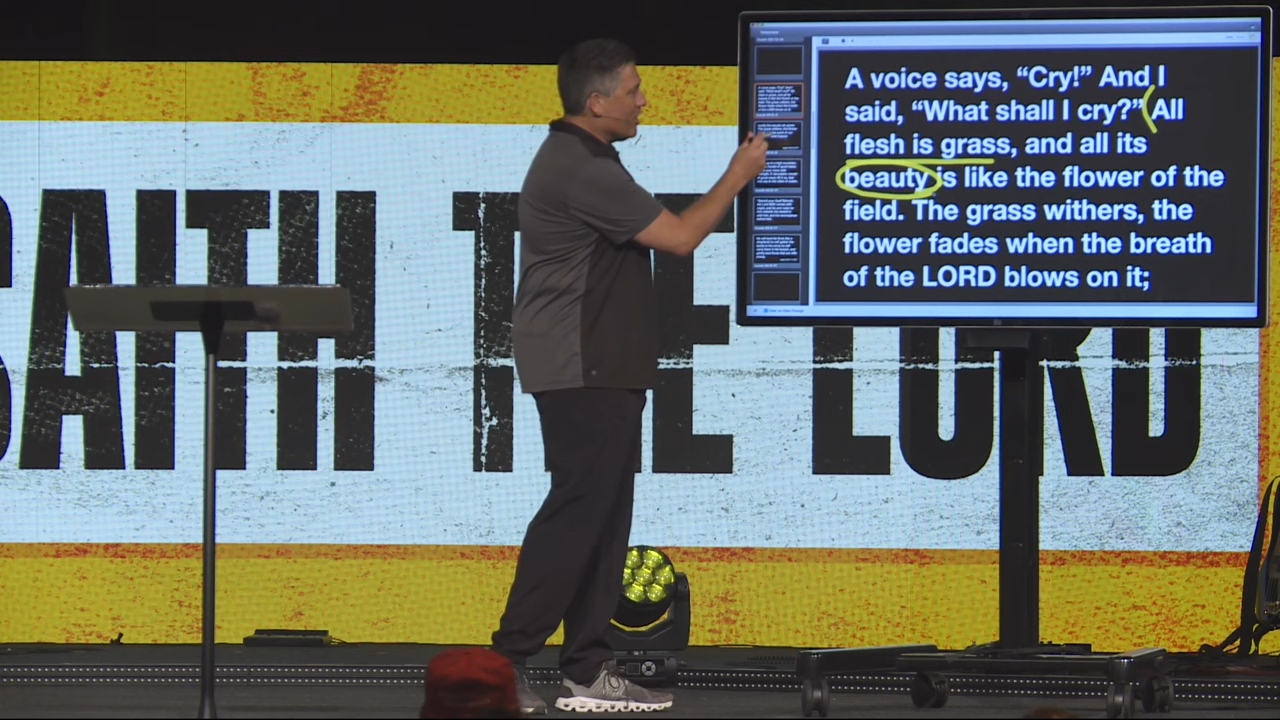 A voice says, “Cry!” And I
said, “What shall I cry?” All
flesh is grass, and all its
beauty is like the flower of the
field. The grass withers, the
flower fades when the breath
of the LORD blows on it;
SAITH THE LORD